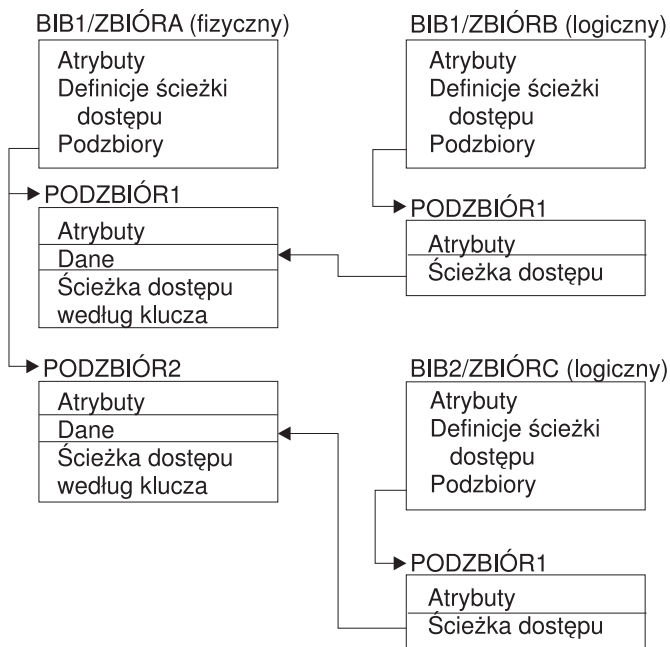 BIB1/ZBIÓRA (fizyczny)
Atrybuty
Definicje ścieżki
dostępu
Podzbiory
PODZBIÓR1
Atrybuty
Dane
Ścieżka dostępu
według klucza
PODZBIÓR2
Atrybuty
Dane
Ścieżka dostępu
według klucza
BIB1/ZBIÓRB (logiczny)
Atrybuty
Definicje ścieżki
dostępu
Podzbiory
PODZBIÓR1
Atrybuty
Ścieżka dostępu
BIB2/ZBIÓRC (logiczny)
Atrybuty
Definicje ścieżki
dostępu
Podzbiory
PODZBIÓR1
Atrybuty
Ścieżka dostępu